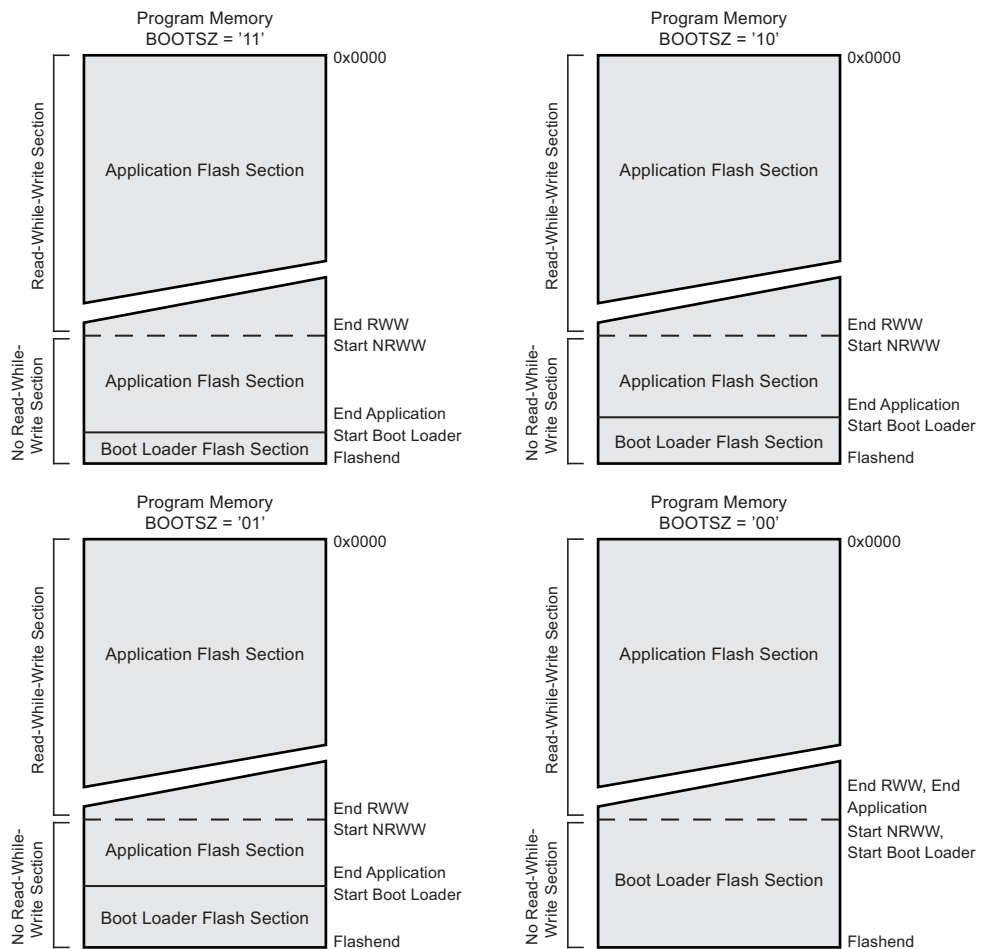 Program Memory
BOOTSZ = '11'
0x0000
Read-While-Write Section
Application Flash Section
End RWW
Start NRWW
No Read-While-
Write Section
Application Flash Section
End Application
Start Boot Loader
Boot Loader Flash Section
Flashend
Program Memory
BOOTSZ = '10'
0x0000
Read-While-Write Section
Application Flash Section
End RWW
Start NRWW
No Read-While-
Write Section
Application Flash Section
End Application
Start Boot Loader
Boot Loader Flash Section
Flashend
Program Memory
BOOTSZ = '01'
0x0000
Read-While-Write Section
Application Flash Section
End RWW
Start NRWW
No Read-While-
Write Section
Application Flash Section
End Application
Start Boot Loader
Boot Loader Flash Section
Flashend
Program Memory
BOOTSZ = '00'
0x0000
Read-While-Write Section
Application Flash Section
End RWW, End
Application
Start NRWW,
Start Boot Loader
No Read-While-
Write Section
Boot Loader Flash Section
Flashend